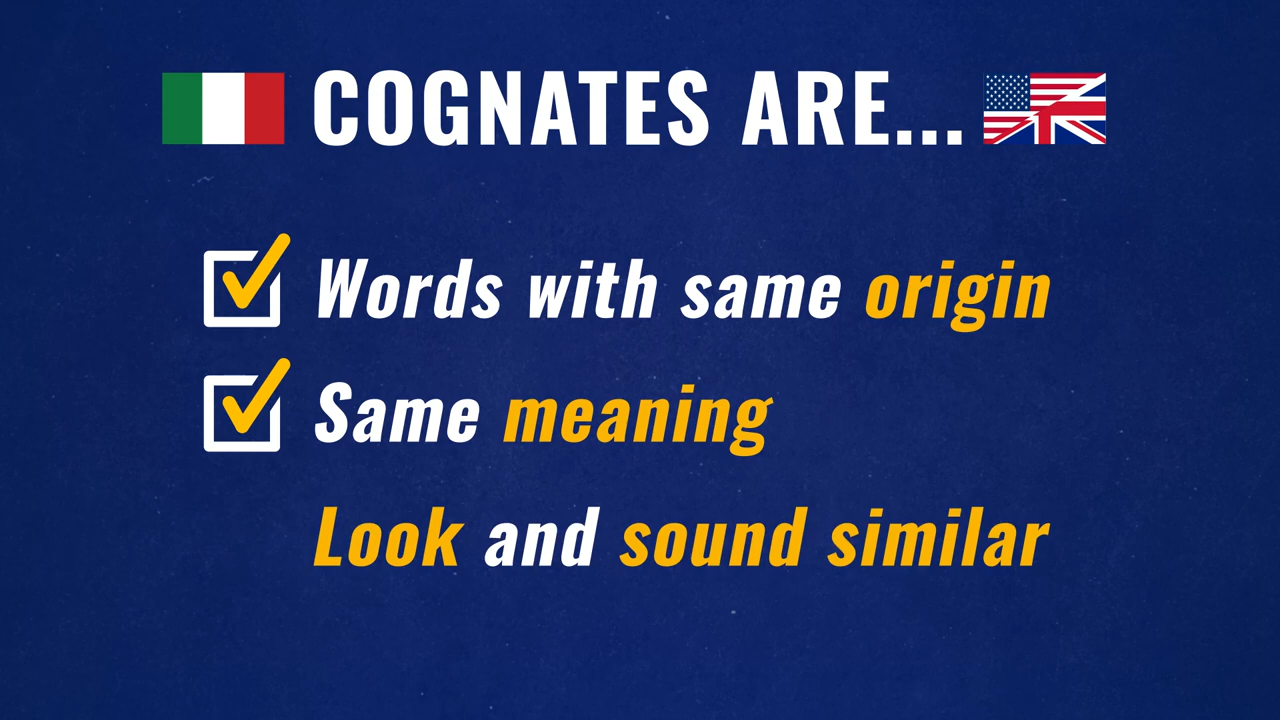 COGNATES ARE...
Words with same origin
Same meaning
Look and sound similar